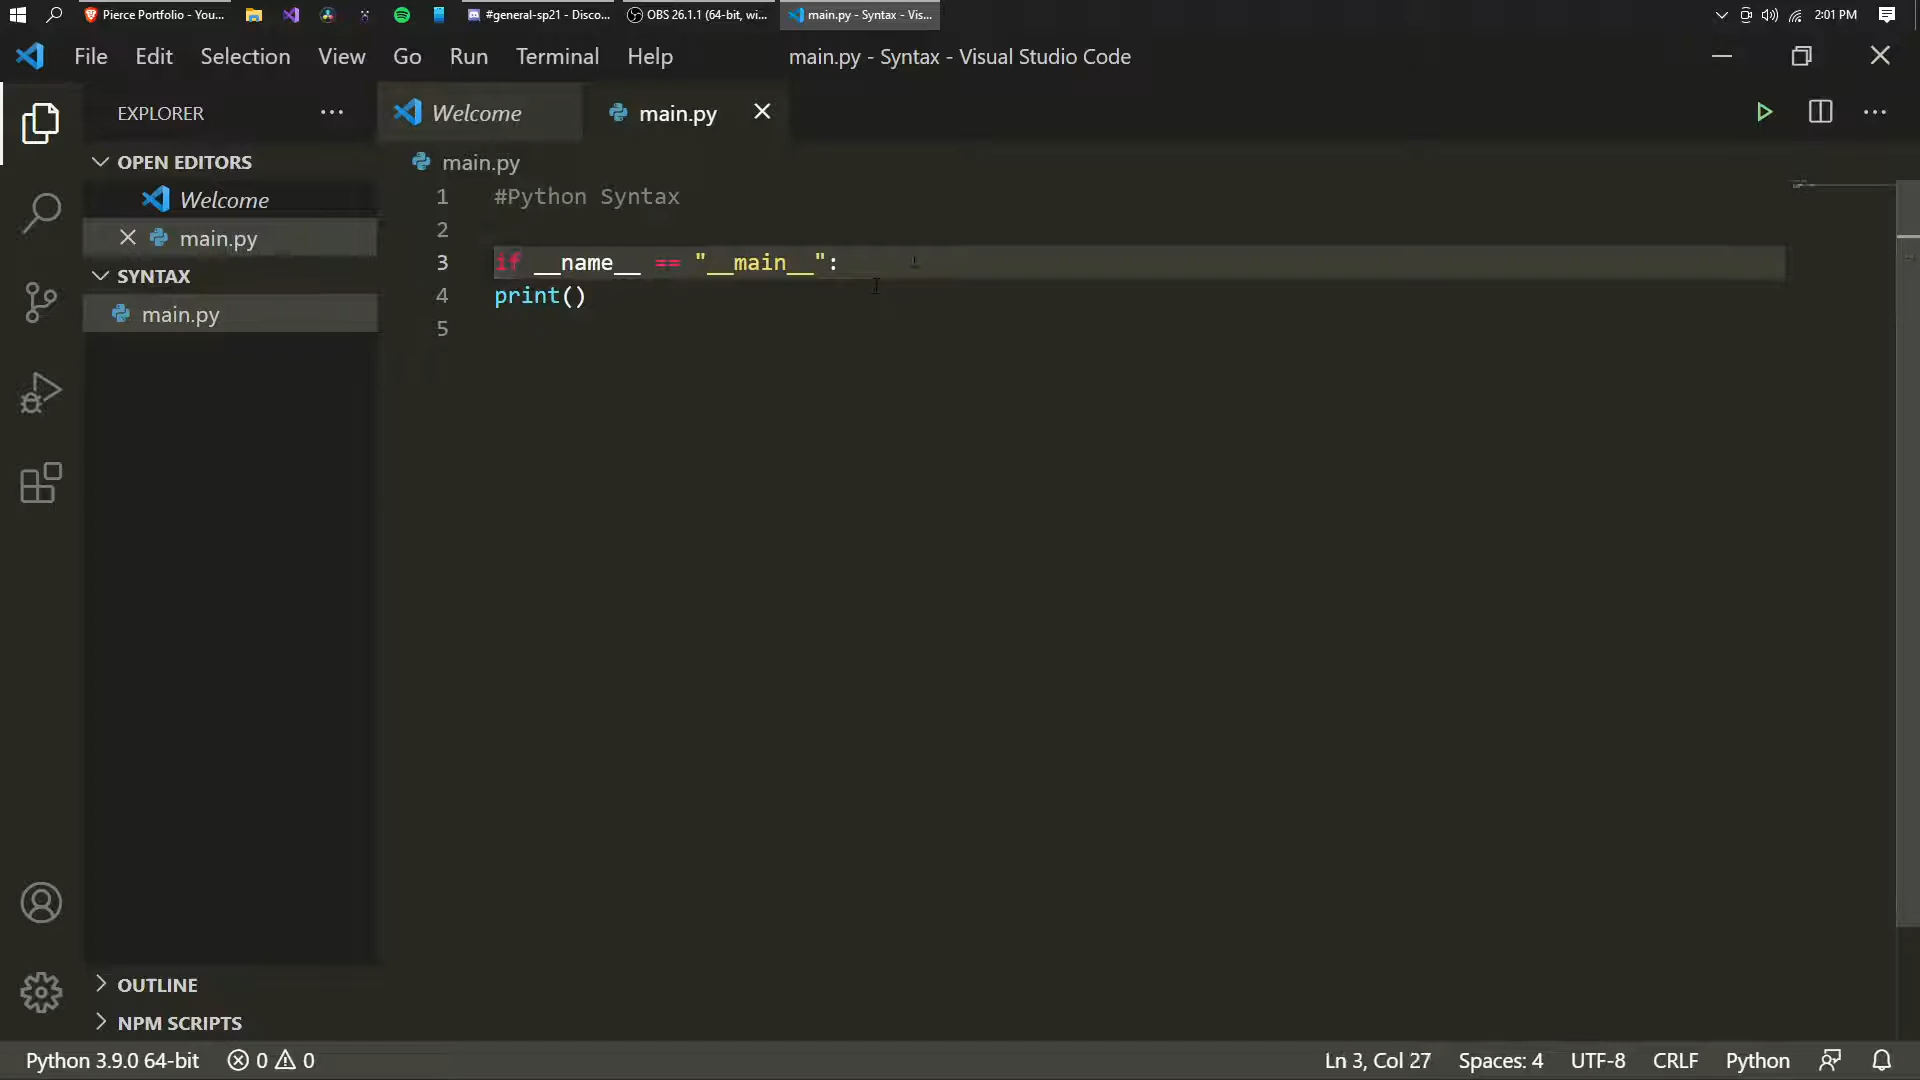 Pierce Portfolio - You...
#general-sp21 - Disco...
OBS 26.1.1 (64-bit, wi...
main.py - Syntax - Vis...
2:01 PM
File Edit Selection View Go Run Terminal Help
main.py - Syntax - Visual Studio Code
EXPLORER
Welcome
main.py
OPEN EDITORS
Welcome
main.py
SYNTAX
main.py
main.py
1 #Python Syntax
2
3 if __name__ == "__main__":
4 print()
5
OUTLINE
NPM SCRIPTS
Python 3.9.0 64-bit 0 0
Ln 3, Col 27 Spaces: 4 UTF-8 CRLF Python